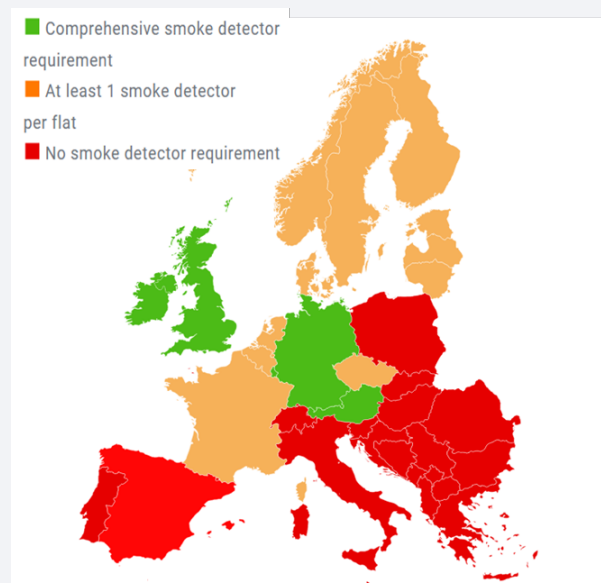 Comprehensive smoke detector
requirement
At least 1 smoke detector
per flat
No smoke detector requirement